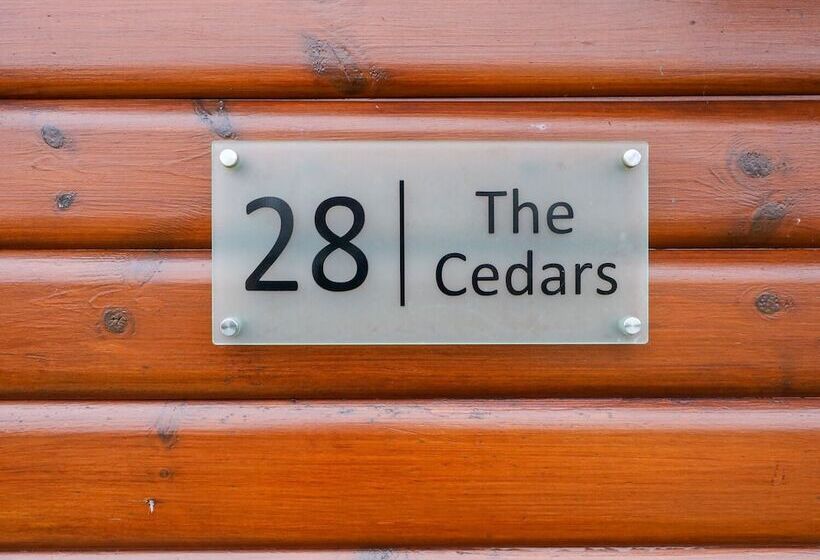 28 | The
Cedars